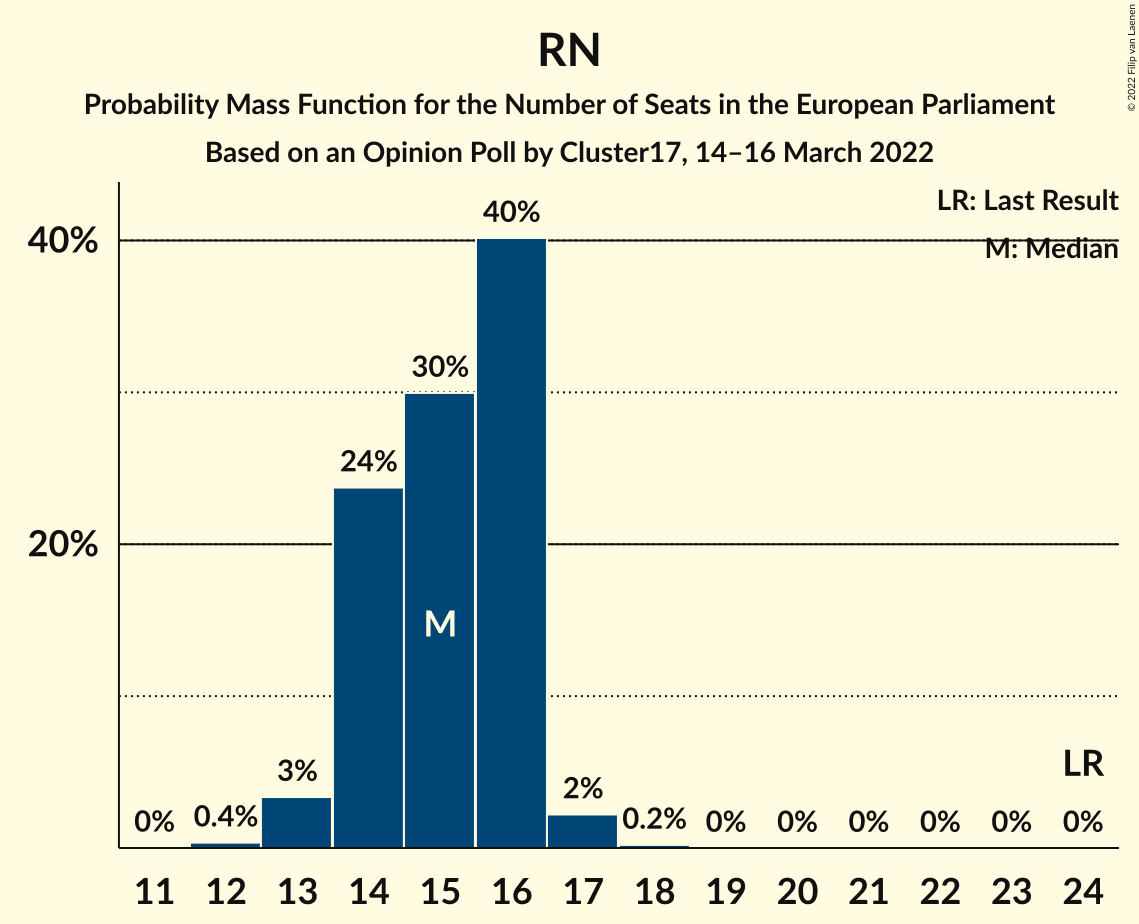 RN
Probability Mass Function for the Number of Seats in the European Parliament
Based on an Opinion Poll by Cluster17, 14–16 March 2022
© 2022 Filip van Laenen
LR: Last Result
M: Median
40%
20%
0%
0.4%
3%
24%
30%
40%
2%
0.2%
0%
0%
0%
0%
0%
0%
M
LR
11 12 13 14 15 16 17 18 19 20 21 22 23 24